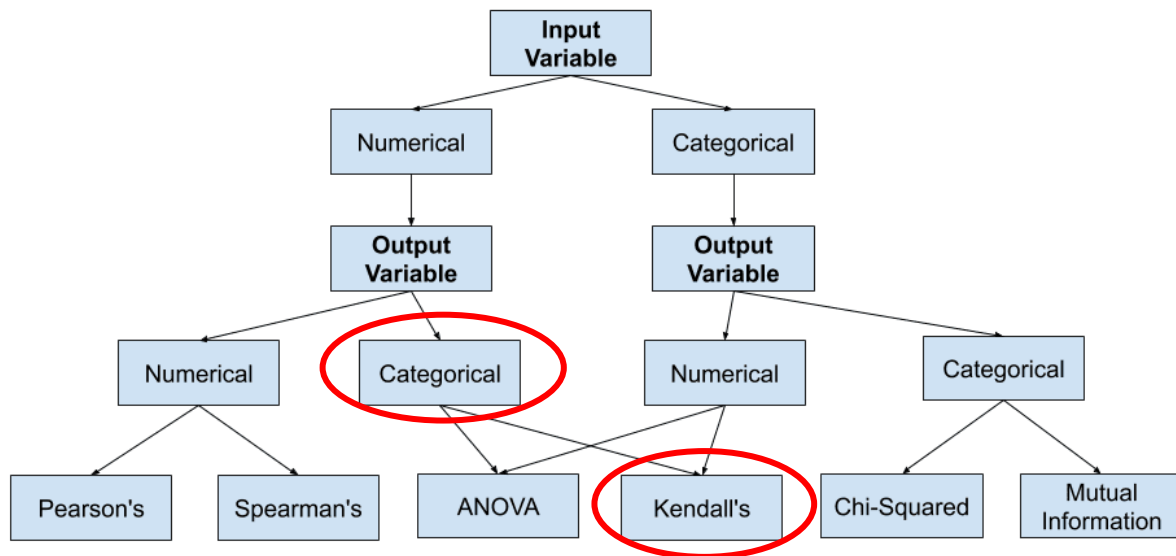 Input
Variable
Numerical
Categorical
Output
Variable
Output
Variable
Numerical
Categorical
Numerical
Categorical
Pearson's
Spearman's
ANOVA
Kendall's
Chi-Squared
Mutual
Information